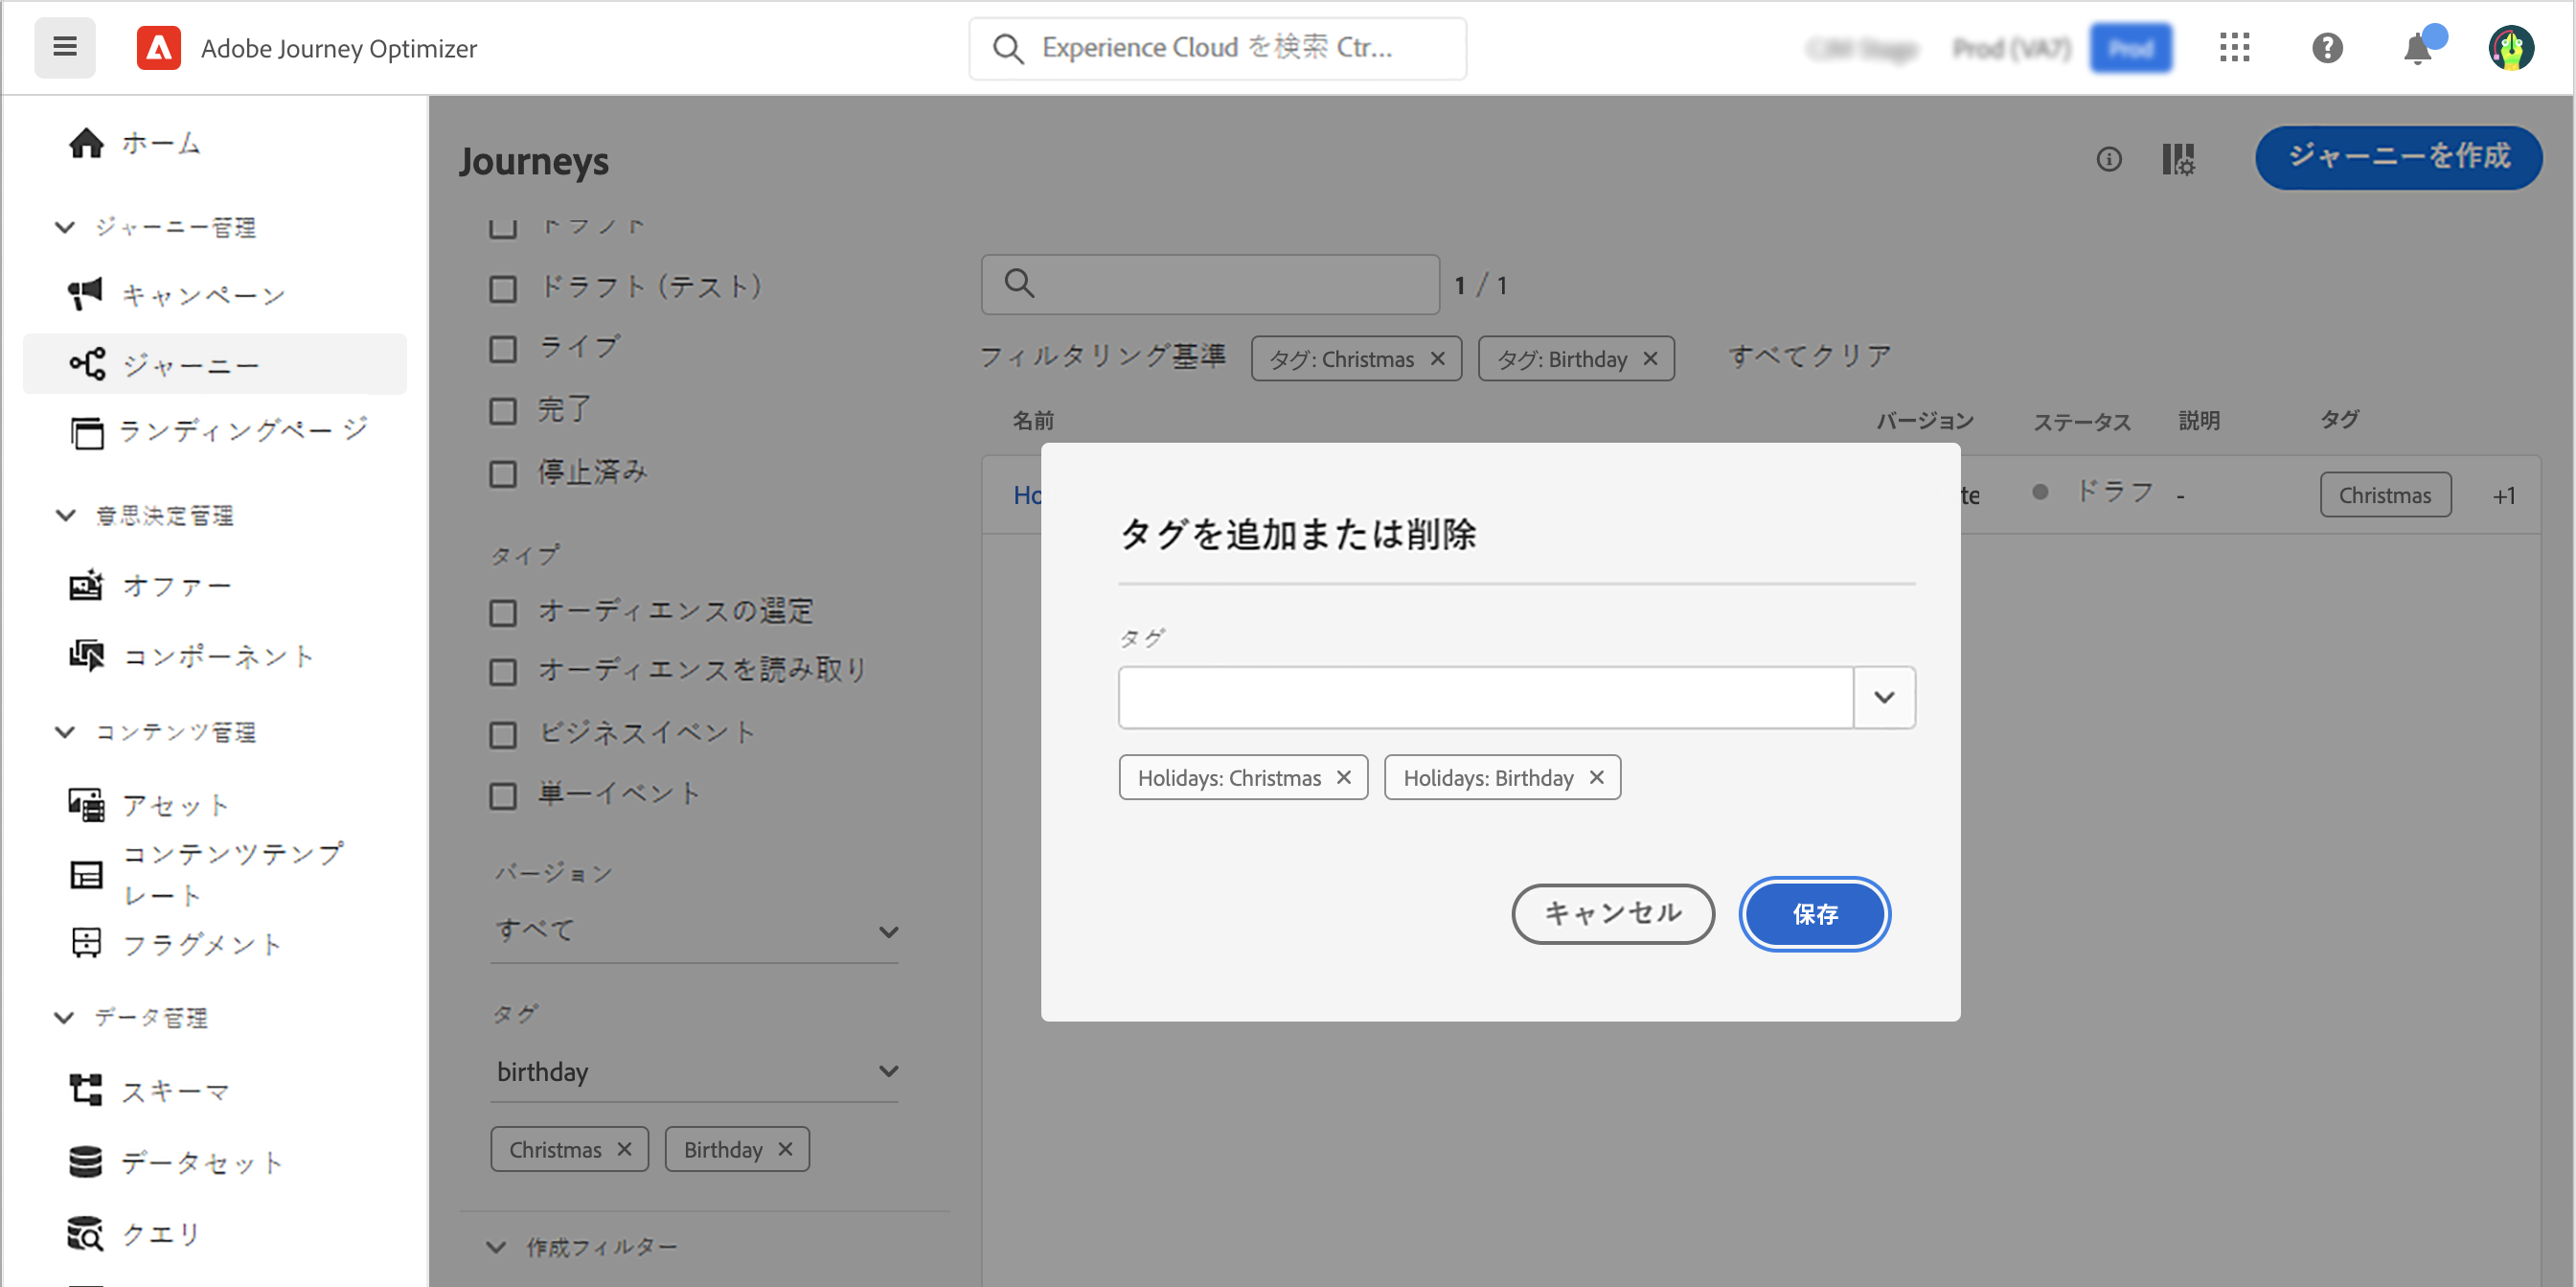 Adobe Journey Optimizer
Experience Cloud を検索 Ctr...
Prod (VA7)
Prod
ホーム
ジャーニー管理
キャンペーン
ジャーニー
ランディングページ
意思決定管理
オファー
コンポーネント
コンテンツ管理
アセット
コンテンツテンプ
レート
フラグメント
データ管理
スキーマ
データセット
クエリ
Journeys
ジャーニーを作成
ドラフト
ドラフト (テスト)
ライブ
完了
停止済み
タイプ
オーディエンスの選定
オーディエンスを読み取り
ビジネスイベント
単一イベント
バージョン
すべて
タグ
birthday
Christmas ✕ Birthday ✕
作成フィルター
1 / 1
フィルタリング基準 タグ: Christmas ✕ タグ: Birthday ✕ すべてクリア
名前 バージョン ステータス 説明 タグ
Ho te ドラフ - Christmas +1
タグを追加または削除
タグ
Holidays: Christmas ✕ Holidays: Birthday ✕
キャンセル 保存